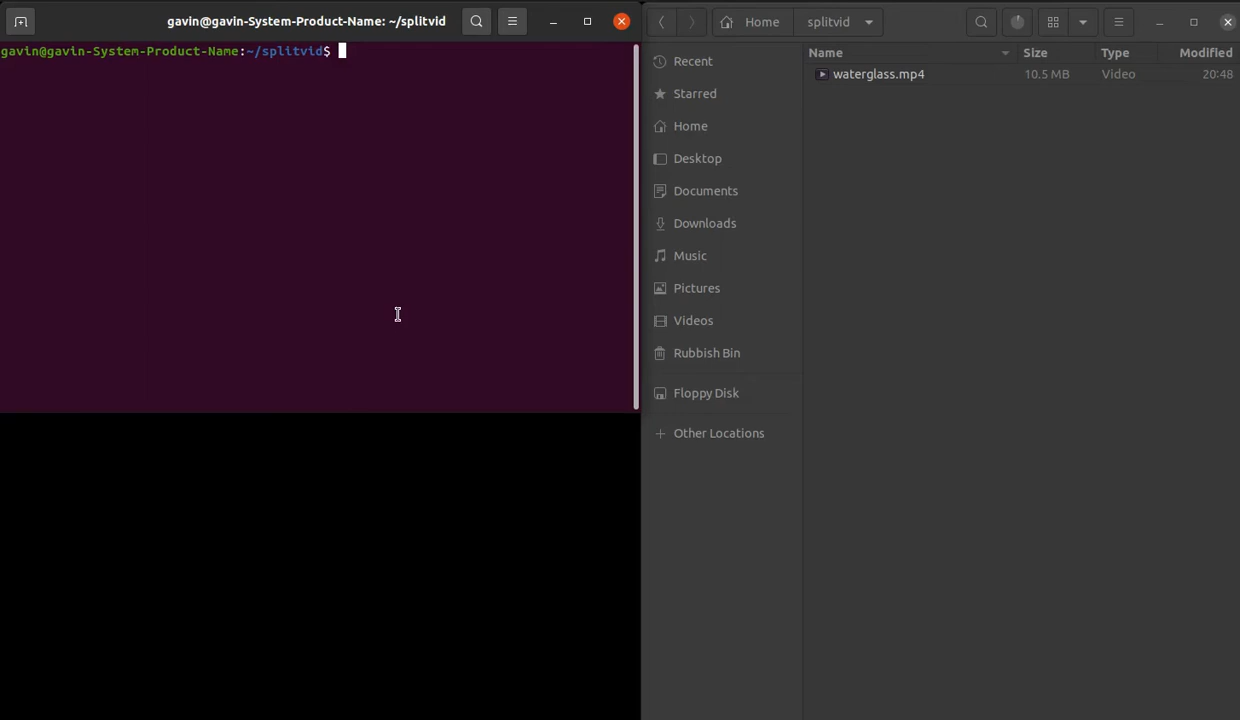 gavin@gavin-System-Product-Name: ~/splitvid
gavin@gavin-System-Product-Name:~/splitvid$
Home
splitvid
Name
Size
Type
Modified
waterglass.mp4
10.5 MB
Video
20:48
Recent
Starred
Home
Desktop
Documents
Downloads
Music
Pictures
Videos
Rubbish Bin
Floppy Disk
Other Locations